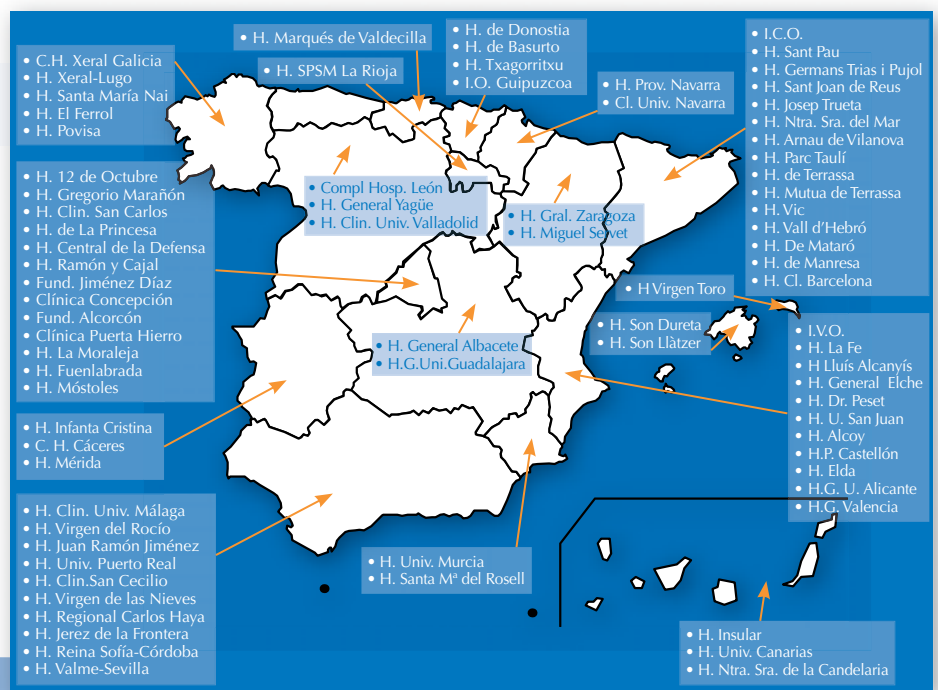 • C.H. Xeral Galicia
• H. Xeral-Lugo
• H. Santa María Nai
• H. El Ferrol
• H. Povisa
• H. Marqués de Valdecilla
• H. SPSM La Rioja
• H. de Donostia
• H. de Basurto
• H. Txagorritxu
• I.O. Guipuzcoa
• H. Prov. Navarra
• Cl. Univ. Navarra
• I.C.O.
• H. Sant Pau
• H. Germans Trias i Pujol
• H. Sant Joan de Reus
• H. Josep Trueta
• H. Ntra. Sra. del Mar
• H. Arnau de Vilanova
• H. Parc Taulí
• H. de Terrassa
• H. Mutua de Terrassa
• H. Vic
• H. Vall d'Hebró
• H. De Mataró
• H. de Manresa
• H. Cl. Barcelona
• H. 12 de Octubre
• H. Gregorio Marañón
• H. Clin. San Carlos
• H. de La Princesa
• H. Central de la Defensa
• H. Ramón y Cajal
• Fund. Jiménez Díaz
• Clínica Concepción
• Fund. Alcorcón
• Clínica Puerta Hierro
• H. La Moraleja
• H. Fuenlabrada
• H. Móstoles
• Compl Hosp. León
• H. General Yagüe
• H. Clin. Univ. Valladolid
• H. Gral. Zaragoza
• H. Miguel Servet
• H Virgen Toro
• H. Son Dureta
• H. Son Llàtzer
• H. General Albacete
• H.G.Uni.Guadalajara
• I.V.O.
• H. La Fe
• H Lluís Alcanyís
• H. General Elche
• H. Dr. Peset
• H. U. San Juan
• H. Alcoy
• H.P. Castellón
• H. Elda
• H.G. U. Alicante
• H.G. Valencia
• H. Infanta Cristina
• C. H. Cáceres
• H. Mérida
• H. Clin. Univ. Málaga
• H. Virgen del Rocío
• H. Juan Ramón Jiménez
• H. Univ. Puerto Real
• H. Clin.San Cecilio
• H. Virgen de las Nieves
• H. Regional Carlos Haya
• H. Jerez de la Frontera
• H. Reina Sofía-Córdoba
• H. Valme-Sevilla
• H. Univ. Murcia
• H. Santa Mª del Rosell
• H. Insular
• H. Univ. Canarias
• H. Ntra. Sra. de la Candelaria